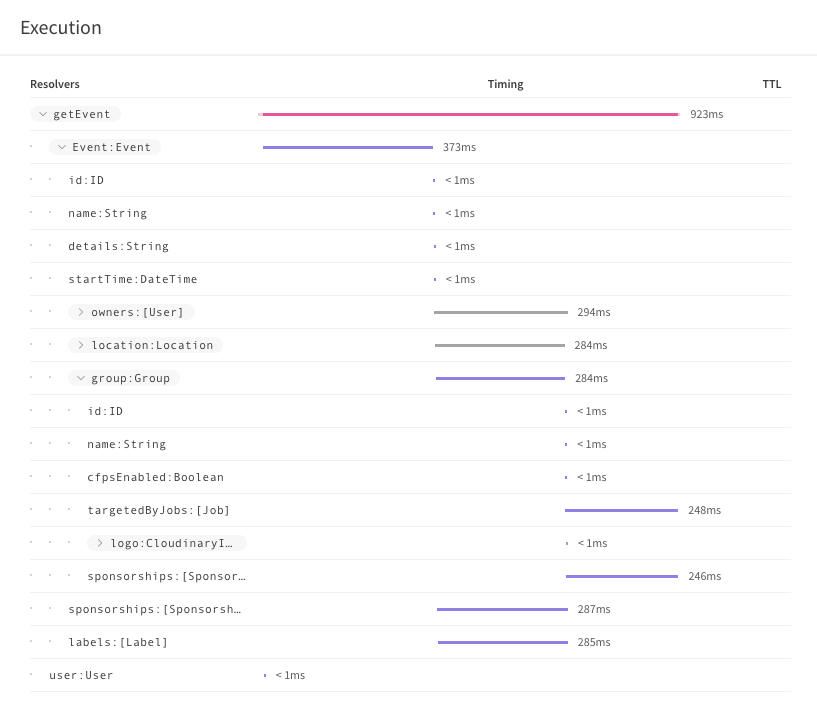 Execution
Resolvers Timing TTL
getEvent 923ms
Event:Event 373ms
id:ID <1ms
name:String <1ms
details:String <1ms
startTime:DateTime <1ms
owners:[User] 294ms
location:Location 284ms
group:Group 284ms
id:ID <1ms
name:String <1ms
cfpsEnabled:Boolean <1ms
targetedByJobs:[Job] 248ms
logo:CloudinaryI… <1ms
sponsorships:[Sponsor… 246ms
sponsorships:[Sponsorsh… 287ms
labels:[Label] 285ms
user:User <1ms